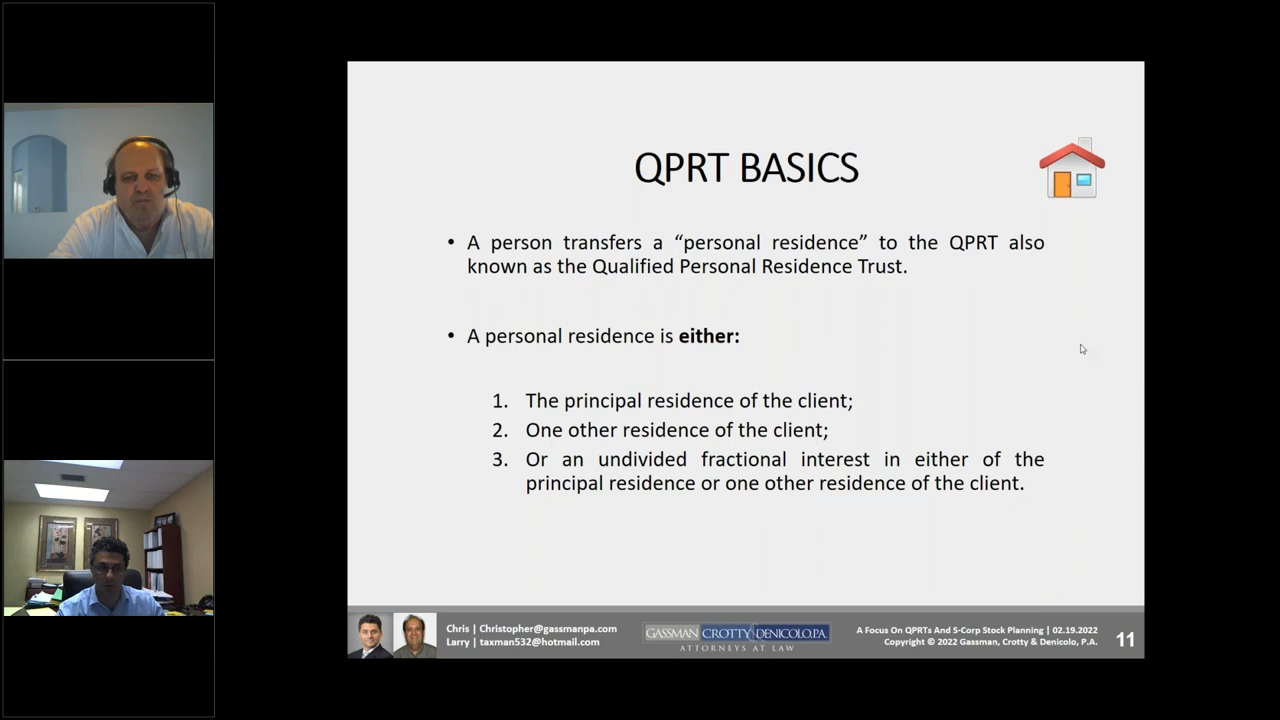 QPRT BASICS
• A person transfers a “personal residence” to the QPRT also
known as the Qualified Personal Residence Trust.
• A personal residence is either:
1. The principal residence of the client;
2. One other residence of the client;
3. Or an undivided fractional interest in either of the
principal residence or one other residence of the client.
Chris | Christopher@gassmanpa.com
Larry | taxman532@hotmail.com
GASSMAN CROTTY DENICOLO, P.A.
ATTORNEYS AT LAW
A Focus On QPRTs And S-Corp Stock Planning | 02.19.2022
Copyright © 2022 Gassman, Crotty & Denicolo, P.A.
11